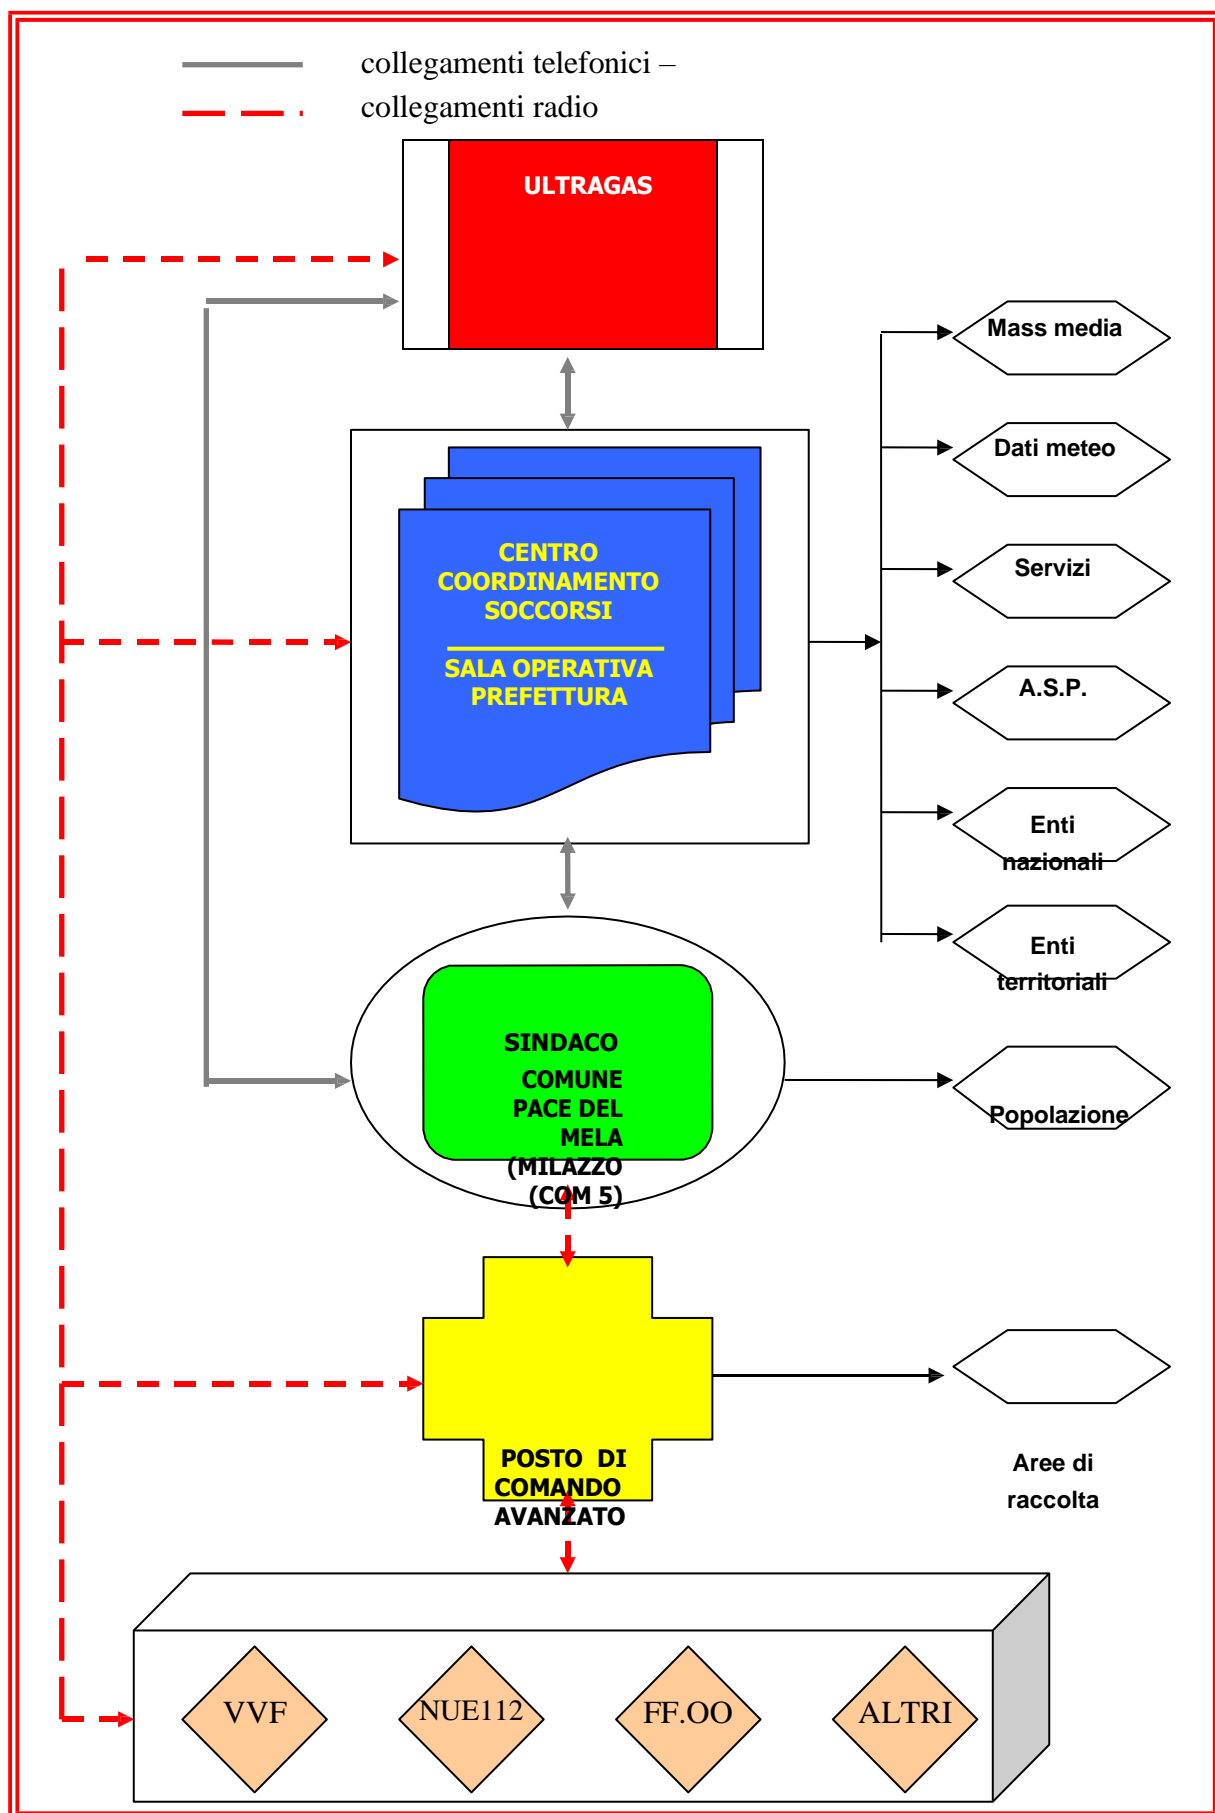 collegamenti telefonici –
collegamenti radio
ULTRAGAS
Mass media
Dati meteo
CENTRO
COORDINAMENTO
SOCCORSI
SALA OPERATIVA
PREFETTURA
Servizi
A.S.P.
Enti
nazionali
Enti
territoriali
SINDACO
COMUNE
PACE DEL
MELA
(MILAZZO
(COM 5)
Popolazione
POSTO DI
COMANDO
AVANZATO
Aree di
raccolta
VVF
NUE112
FF.OO
ALTRI